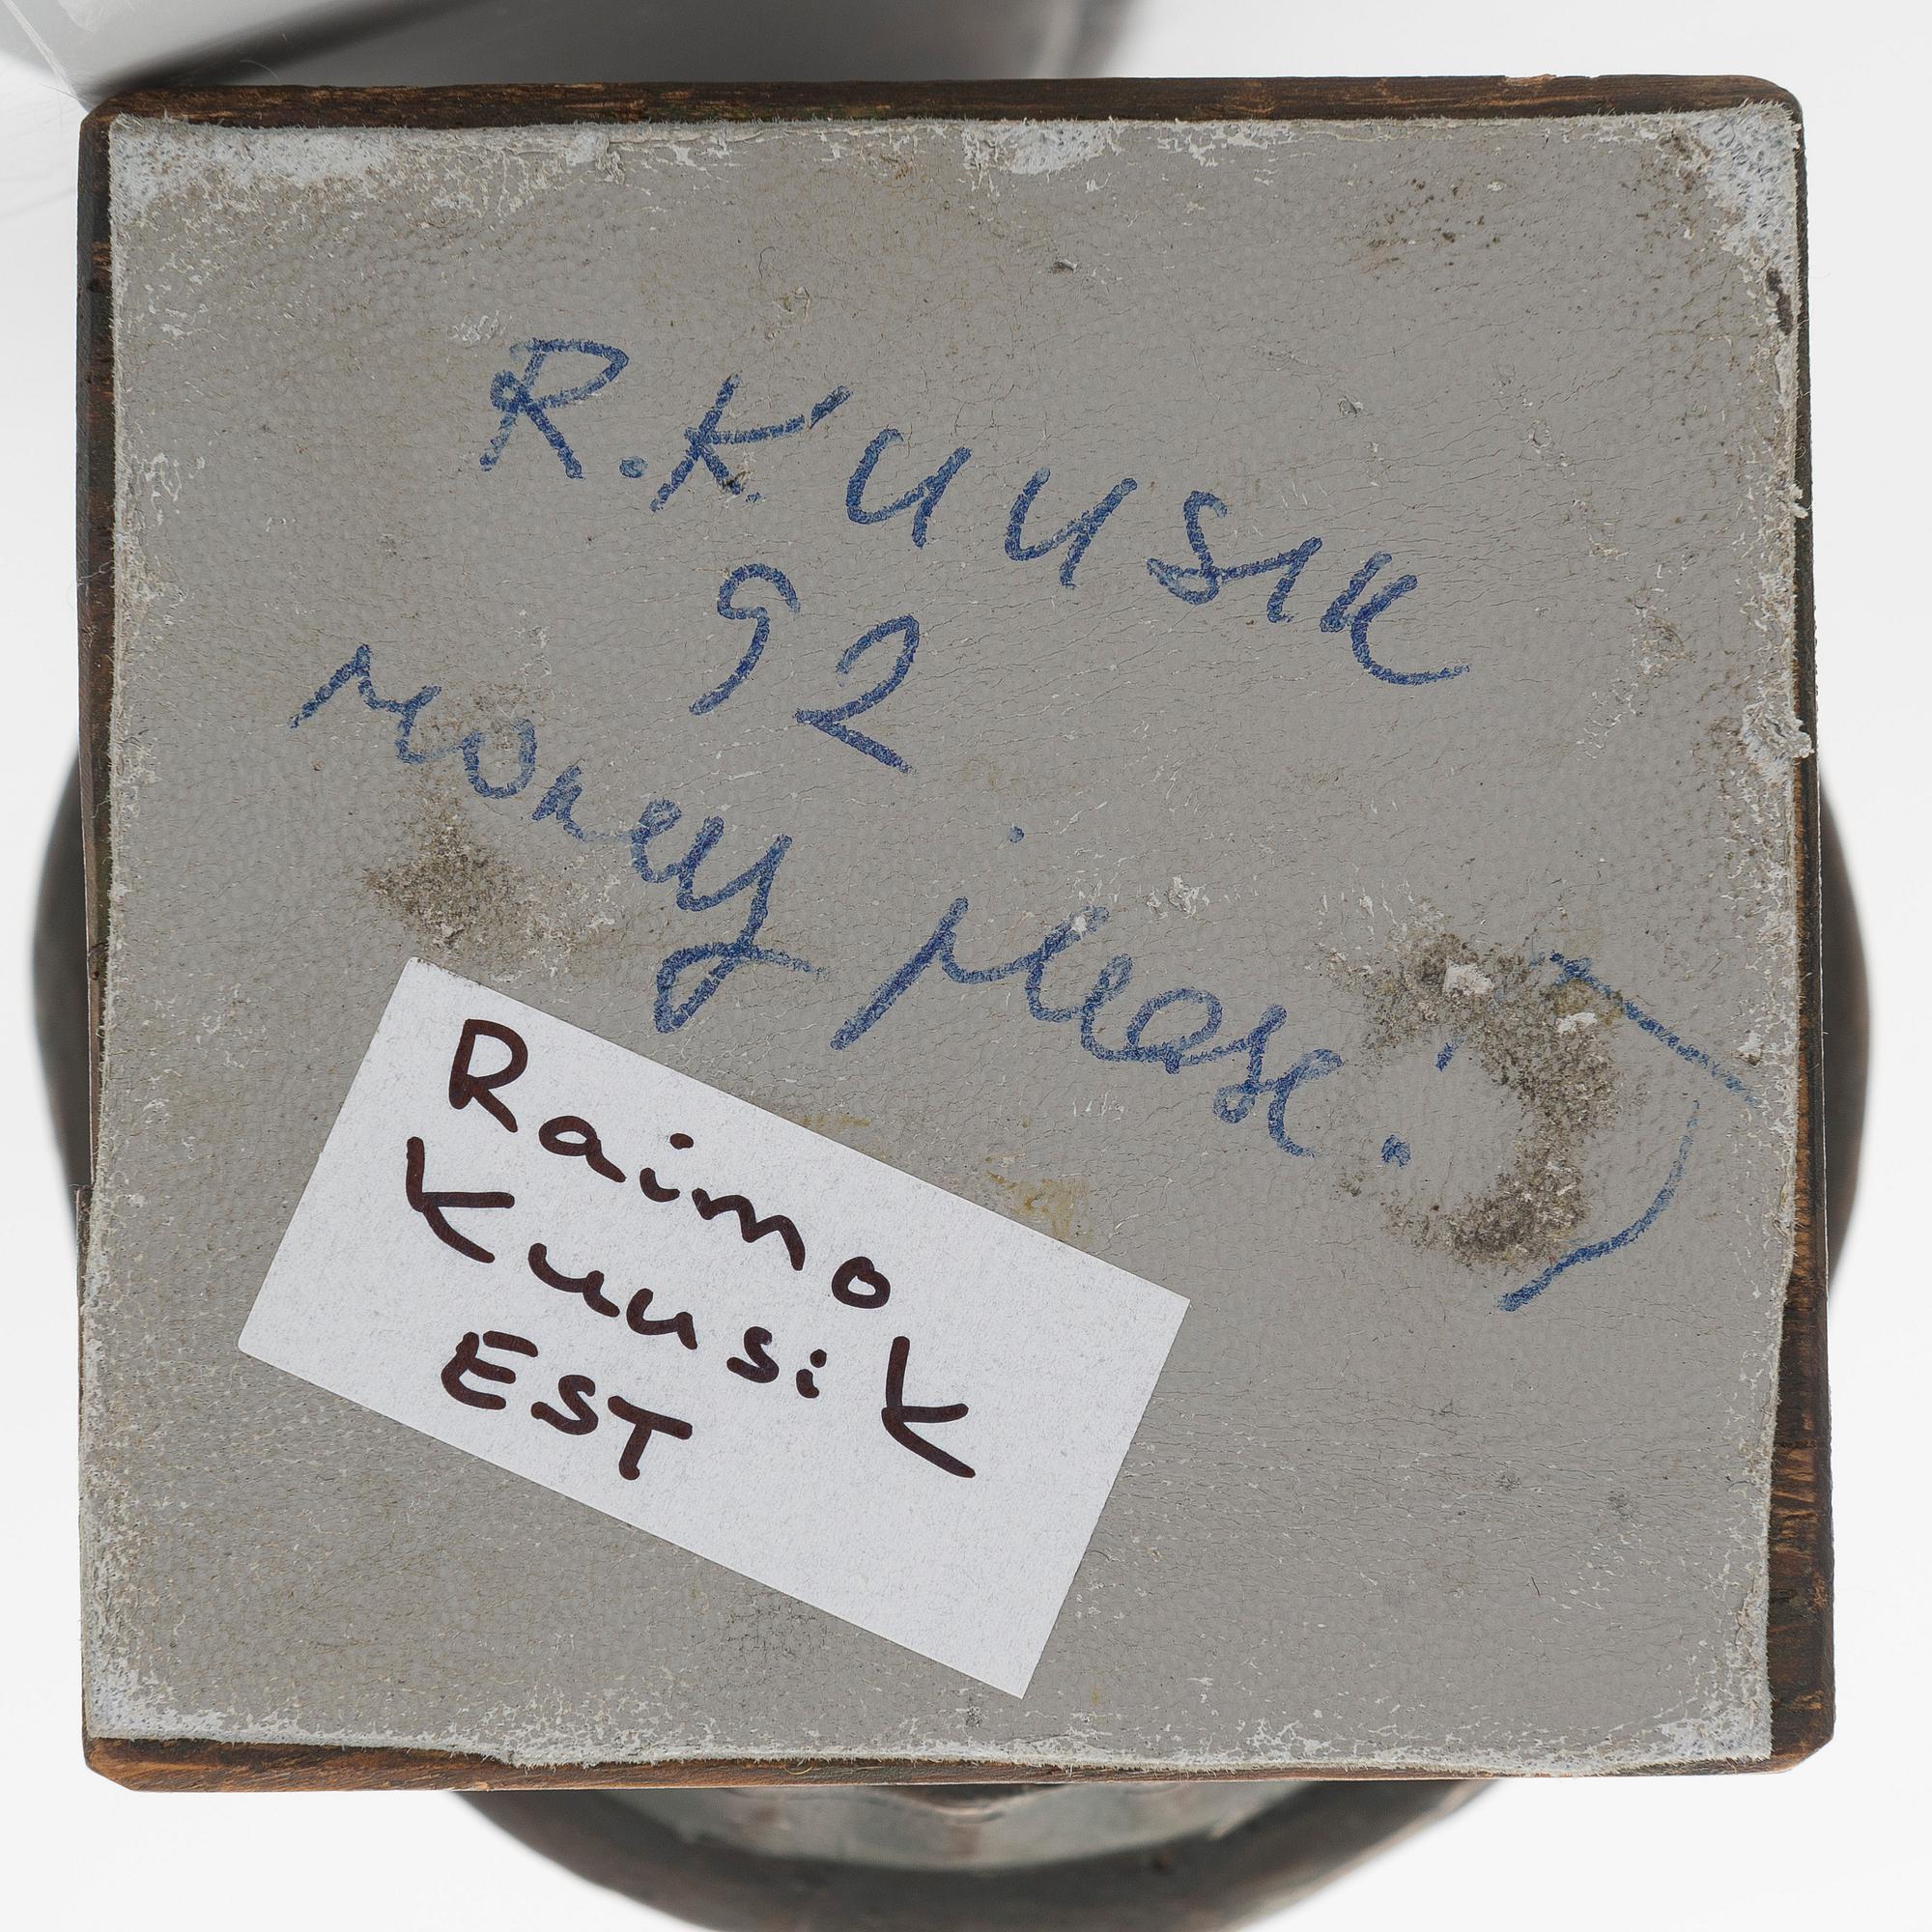 R. Kuusik
92
money please!
Raimo
Kuusik
EST